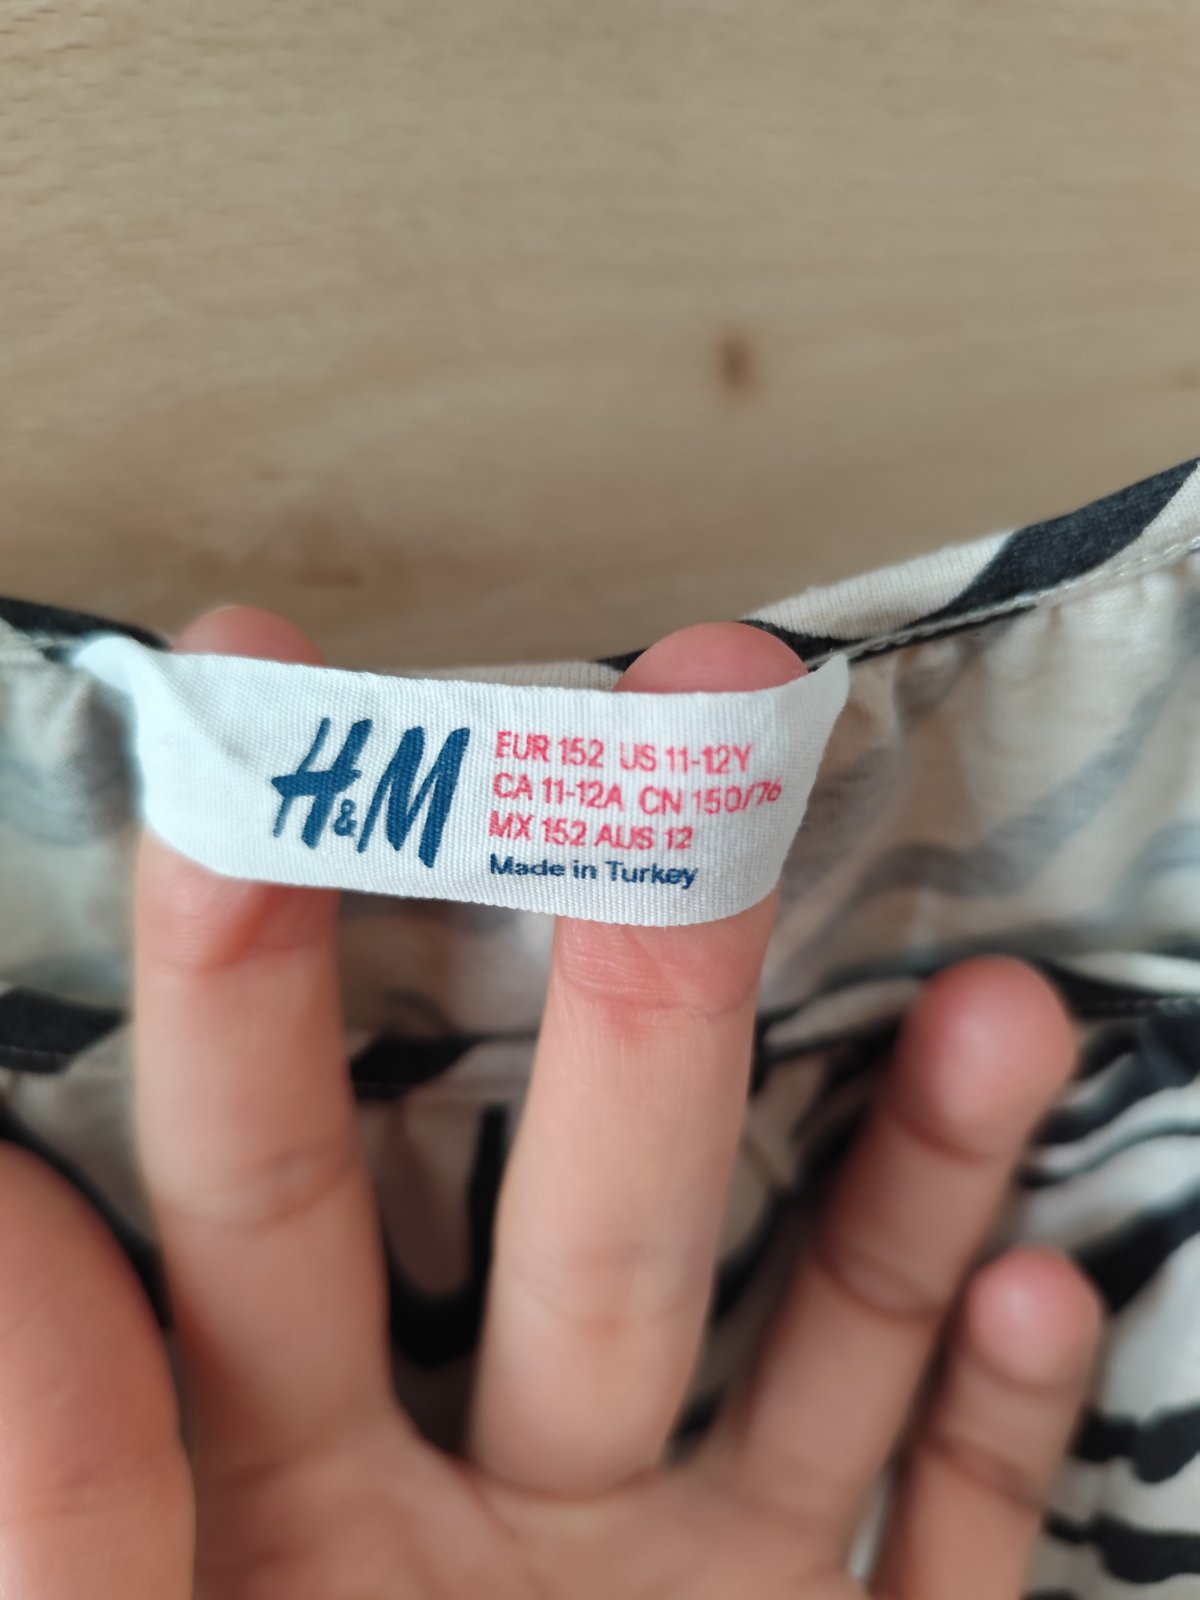 H&M
EUR 152 US 11-12Y
CA 11-12A CN 150/76
MX 152 AUS 12
Made in Turkey